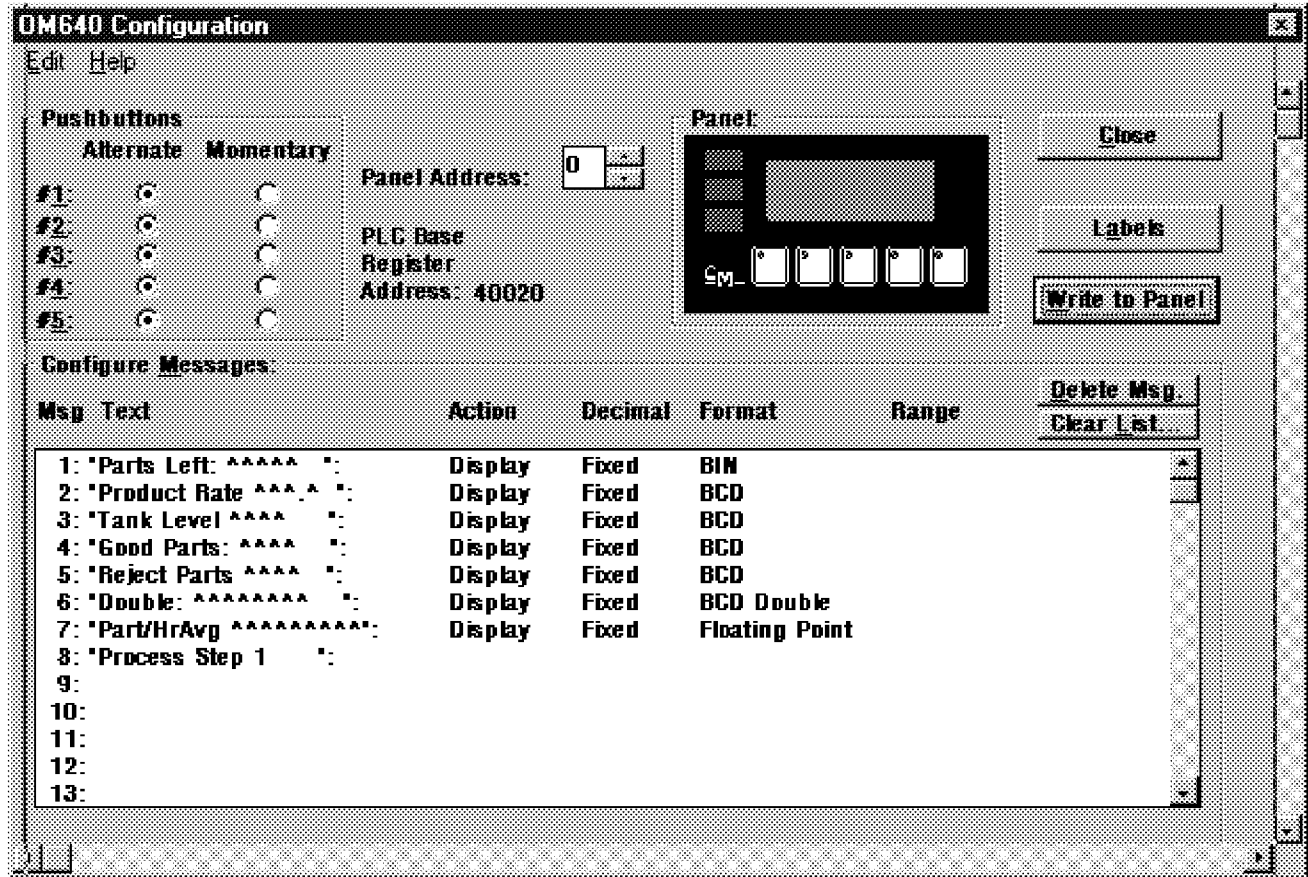 OM640 Configuration
Edit Help
Pushbuttons
Alternate Momentary
#1:
#2:
#3:
#4:
#5:
Panel Address: 0
PLC Base
Register
Address: 40020
Panel:
CM-
Close
Labels
Write to Panel
Configure Messages:
Delete Msg.
Clear List...
Msg Text Action Decimal Format Range
1: "Parts Left: ^^^^^ ": Display Fixed BIN
2: "Product Rate ^^^.^ ": Display Fixed BCD
3: "Tank Level ^^^^ ": Display Fixed BCD
4: "Good Parts: ^^^^ ": Display Fixed BCD
5: "Reject Parts ^^^^ ": Display Fixed BCD
6: "Double: ^^^^^^^^ ": Display Fixed BCD Double
7: "Part/HrAvg ^^^^^^^^^": Display Fixed Floating Point
8: "Process Step 1 ":
9:
10:
11:
12:
13: